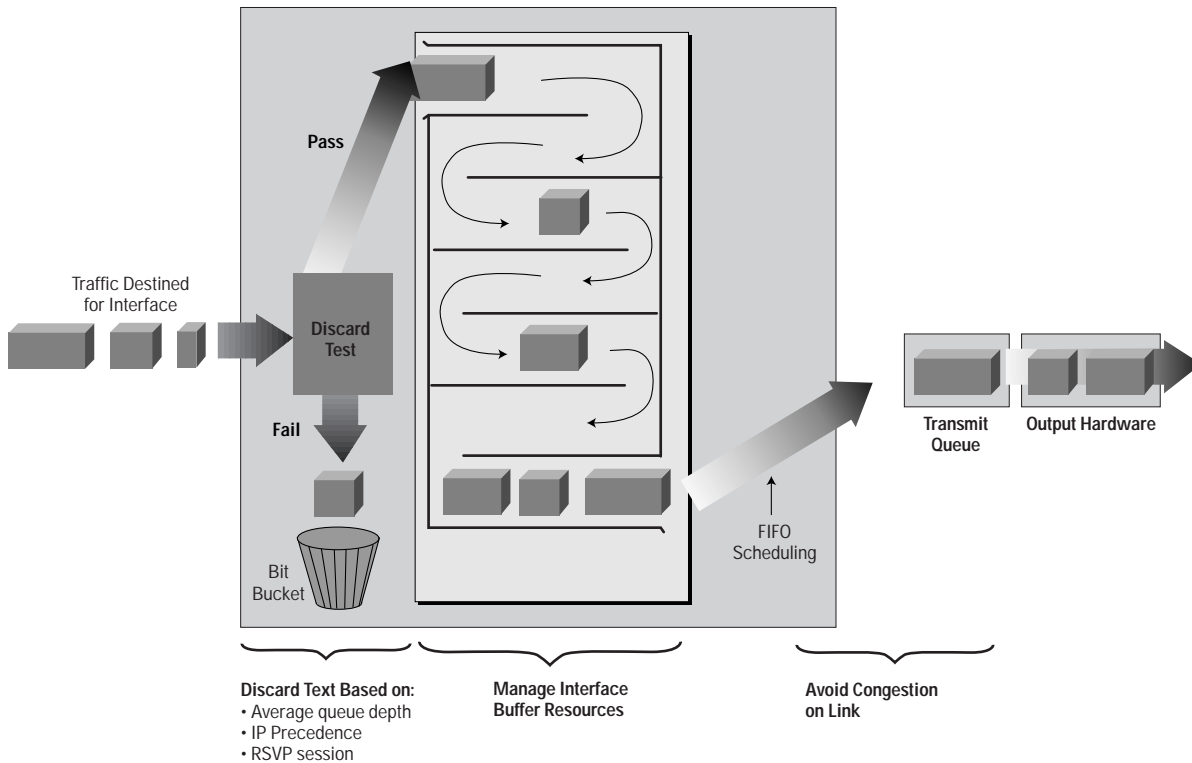 Traffic Destined
for Interface
Pass
Discard
Test
Fail
Bit
Bucket
FIFO
Scheduling
Transmit
Queue
Output Hardware
Discard Text Based on:
• Average queue depth
• IP Precedence
• RSVP session
Manage Interface
Buffer Resources
Avoid Congestion
on Link